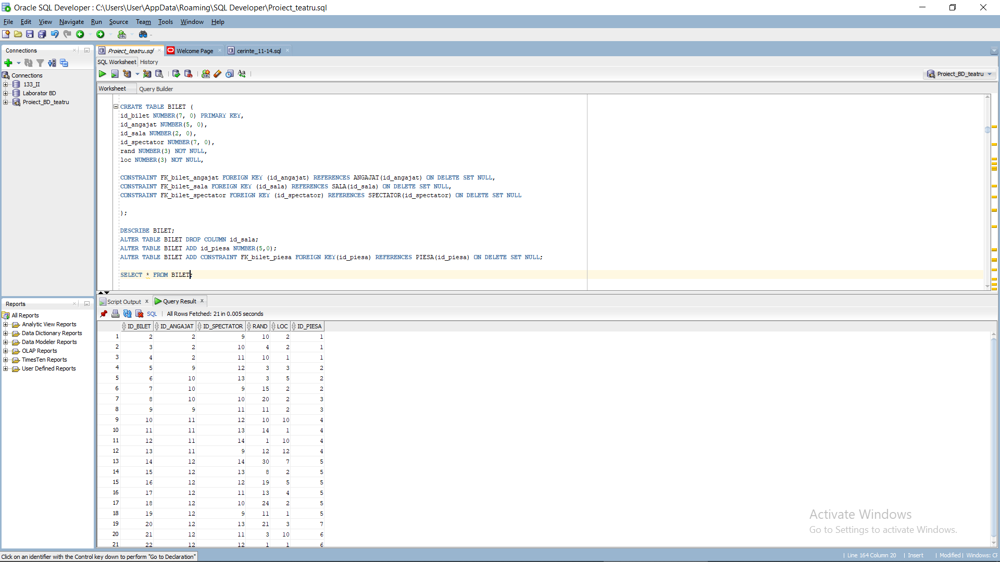 Oracle SQL Developer : C:\Users\User\AppData\Roaming\SQL Developer\Proiect_teatru.sql
File Edit View Navigate Run Source Team Tools Window Help
Connections
Proiect_teatru.sql Welcome Page cerinte_11-14.sql
SQL Worksheet History
Proiect_BD_teatru
Connections
133_II
Laborator BD
Proiect_BD_teatru
Worksheet Query Builder
CREATE TABLE BILET (
id_bilet NUMBER(7, 0) PRIMARY KEY,
id_angajat NUMBER(5, 0),
id_sala NUMBER(2, 0),
id_spectator NUMBER(7, 0),
rand NUMBER(3) NOT NULL,
loc NUMBER(3) NOT NULL,
CONSTRAINT FK_bilet_angajat FOREIGN KEY (id_angajat) REFERENCES ANGAJAT(id_angajat) ON DELETE SET NULL,
CONSTRAINT FK_bilet_sala FOREIGN KEY (id_sala) REFERENCES SALA(id_sala) ON DELETE SET NULL,
CONSTRAINT FK_bilet_spectator FOREIGN KEY (id_spectator) REFERENCES SPECTATOR(id_spectator) ON DELETE SET NULL
);
DESCRIBE BILET;
ALTER TABLE BILET DROP COLUMN id_sala;
ALTER TABLE BILET ADD id_piesa NUMBER(5,0);
ALTER TABLE BILET ADD CONSTRAINT FK_bilet_piesa FOREIGN KEY(id_piesa) REFERENCES PIESA(id_piesa) ON DELETE SET NULL;
SELECT * FROM BILET;
Reports
All Reports
Analytic View Reports
Data Dictionary Reports
Data Modeler Reports
OLAP Reports
TimesTen Reports
User Defined Reports
Script Output Query Result
SQL All Rows Fetched: 21 in 0.005 seconds
ID_BILET ID_ANGAJAT ID_SPECTATOR RAND LOC ID_PIESA
1 2 2 9 10 2 1
2 3 2 10 4 2 1
3 4 2 11 10 1 1
4 5 9 12 3 3 2
5 6 10 13 3 5 2
6 7 10 9 15 2 2
7 8 10 10 20 2 3
8 9 9 11 11 2 3
9 10 11 12 10 10 4
10 11 11 13 14 1 4
11 12 11 14 1 10 4
12 13 11 9 12 12 4
13 14 12 14 30 7 5
14 15 12 13 8 2 5
15 16 12 12 19 5 5
16 17 12 11 13 4 5
17 18 12 10 24 2 5
18 19 12 9 11 1 5
19 20 12 13 21 3 7
20 21 12 11 3 10 6
21 22 12 12 1 1 6
Activate Windows
Go to Settings to activate Windows.
Click on an identifier with the Control key down to perform "Go to Declaration"
Line 164 Column 20 Insert Modified Windows: CR